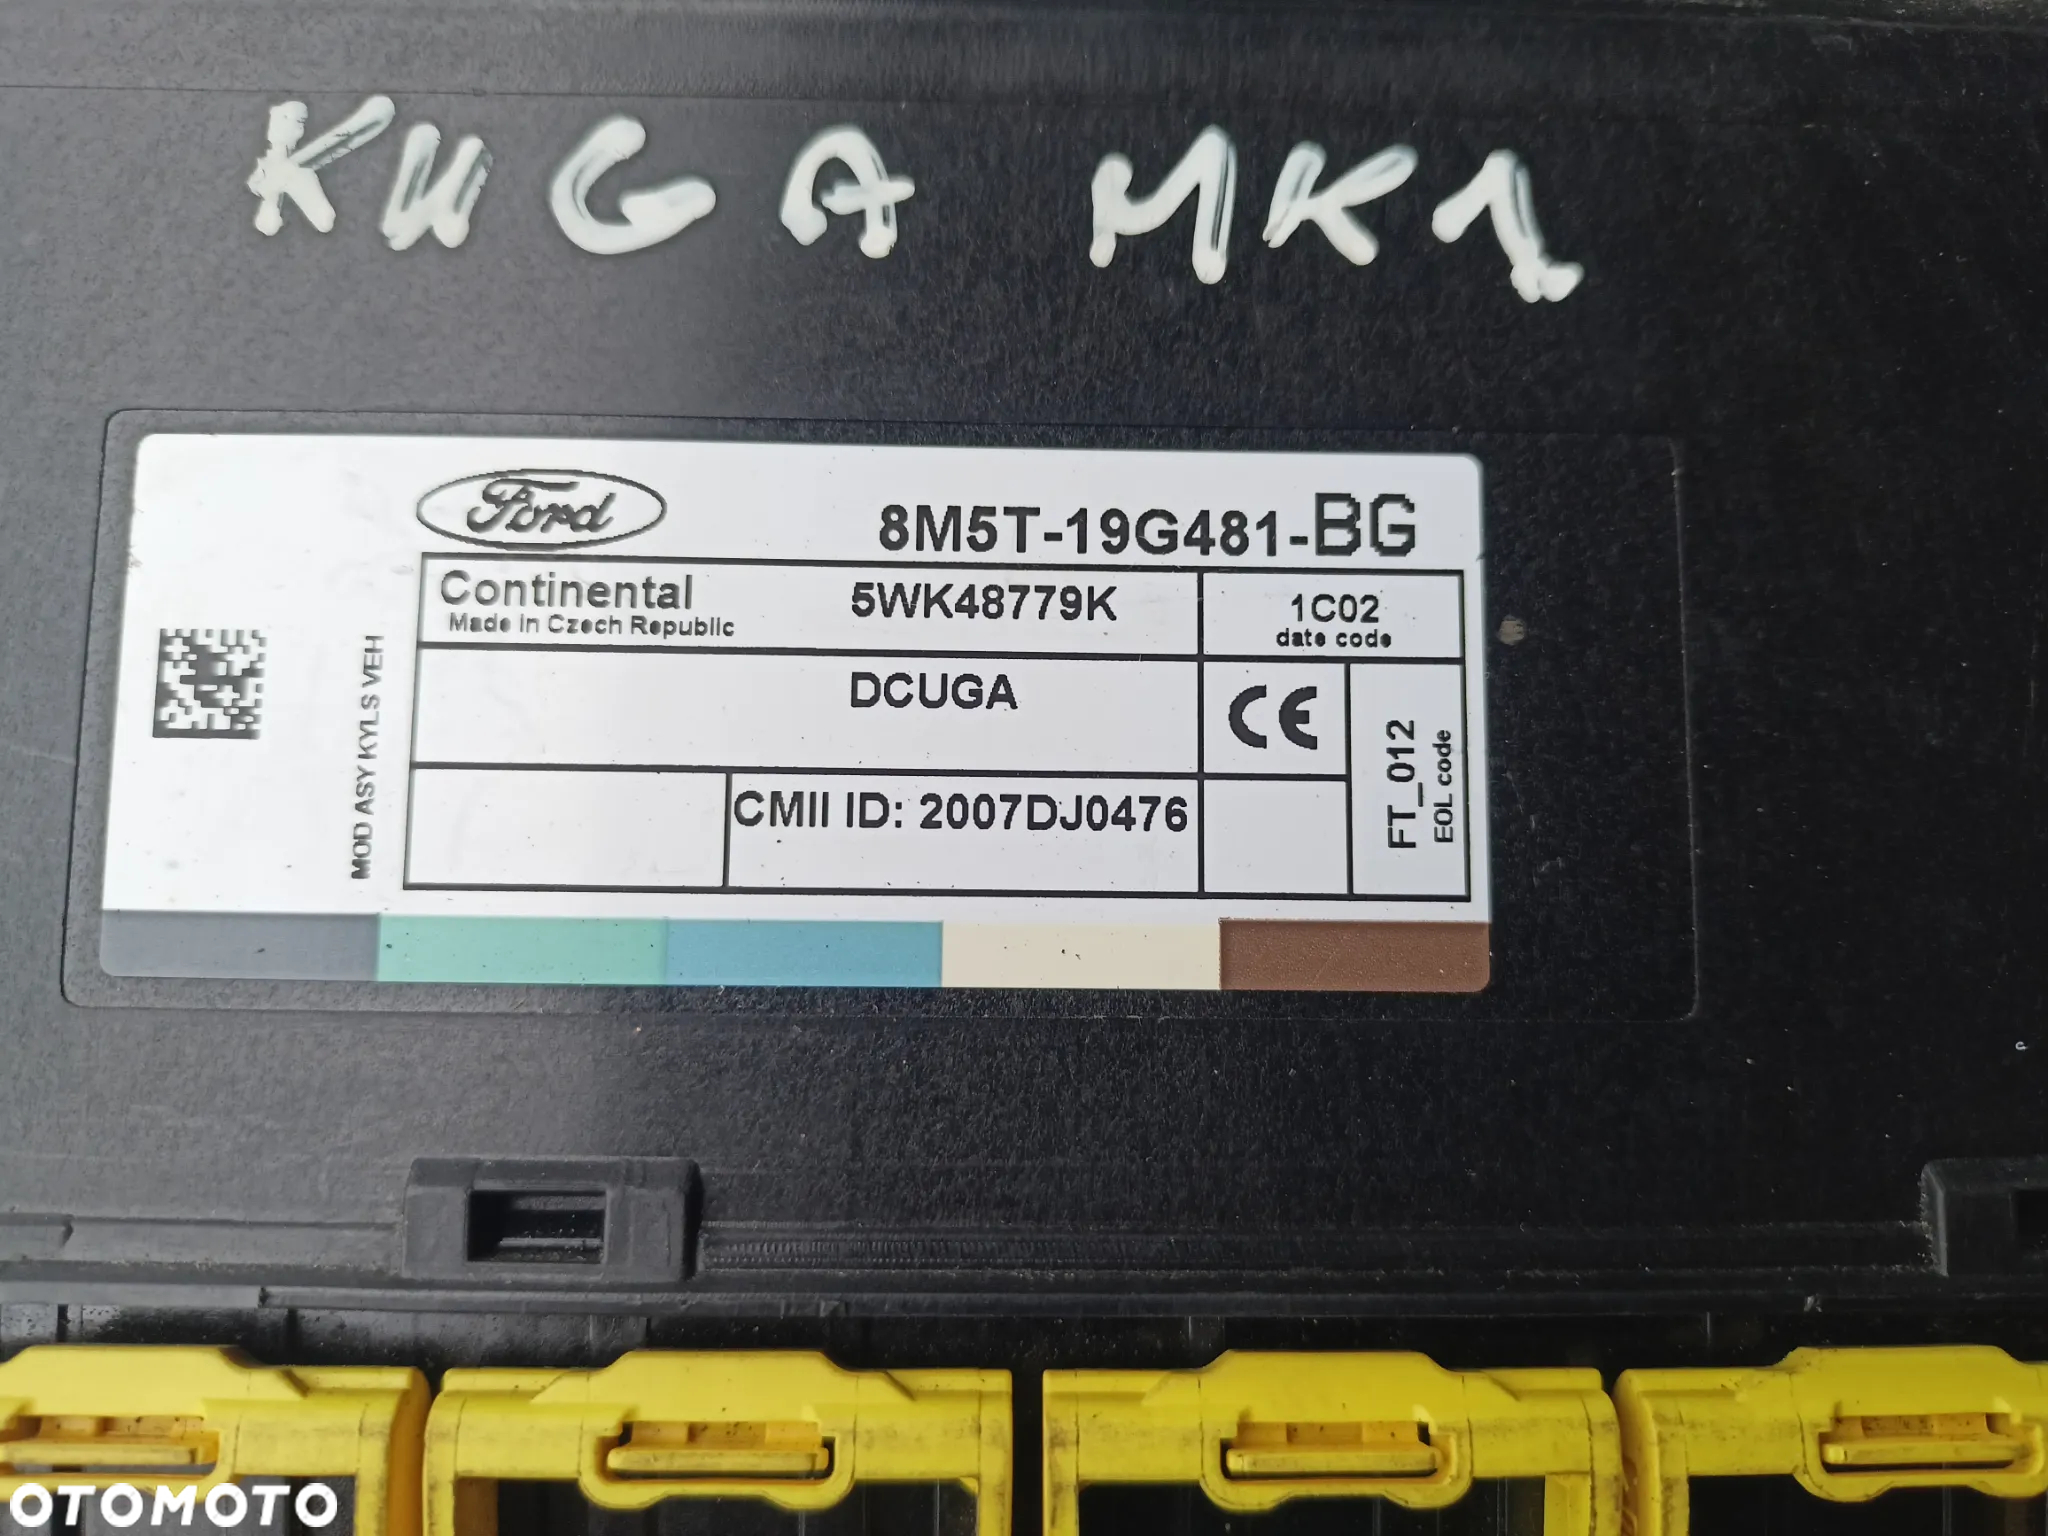 KUGA MK1
Ford
8M5T-19G481-BG
Continental 5WK48779K 1C02
Made in Czech Republic date code
DCUGA
CE
MOD ASY KYLS VEH
CMII ID: 2007DJ0476
FT_012
EOL code
OTOMOTO